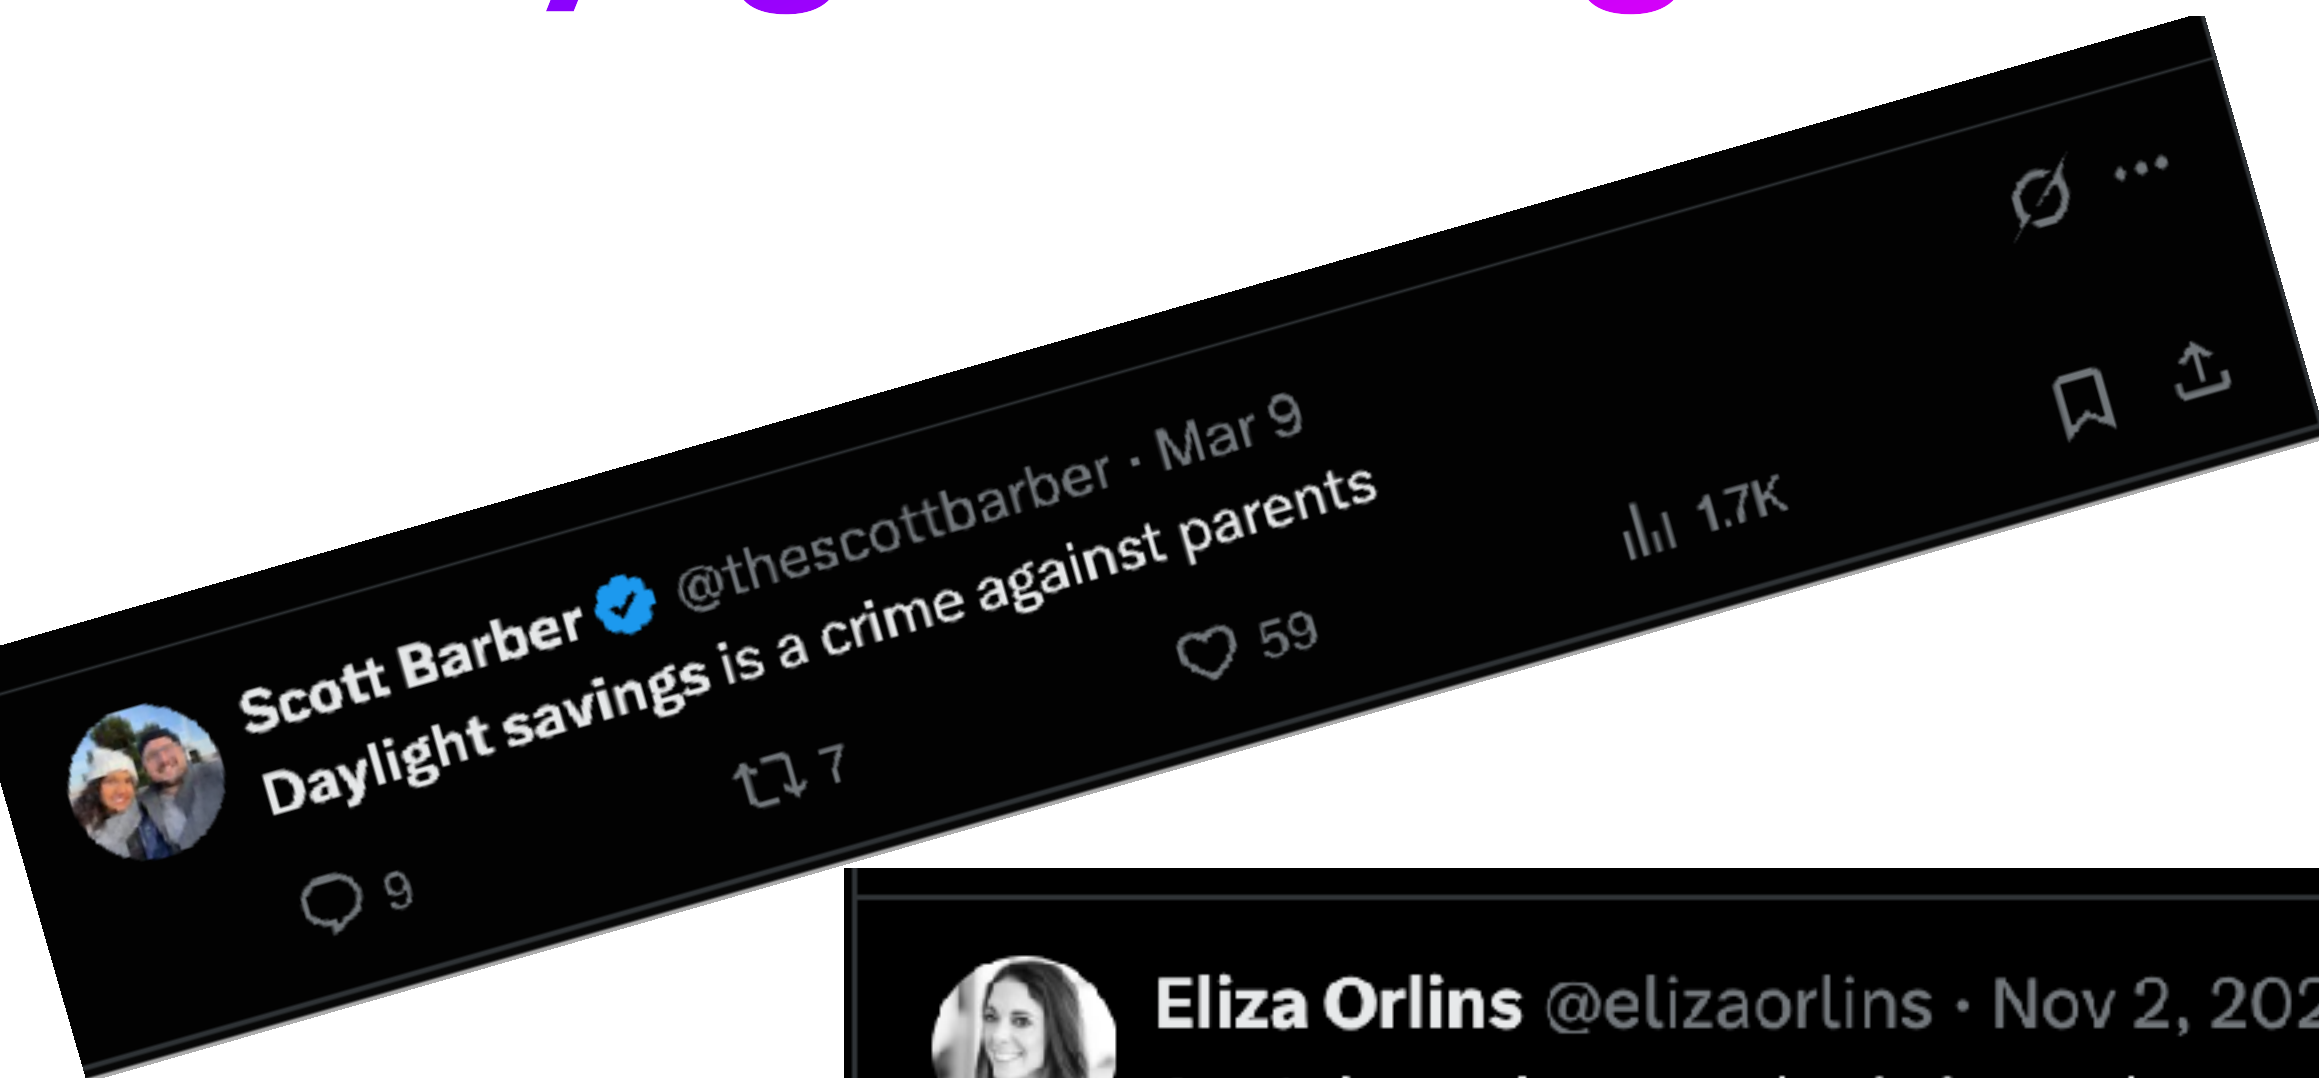 Scott Barber @thescottbarber · Mar 9
Daylight savings is a crime against parents
9 7 59 1.7K
Eliza Orlins @elizaorlins · Nov 2, 202